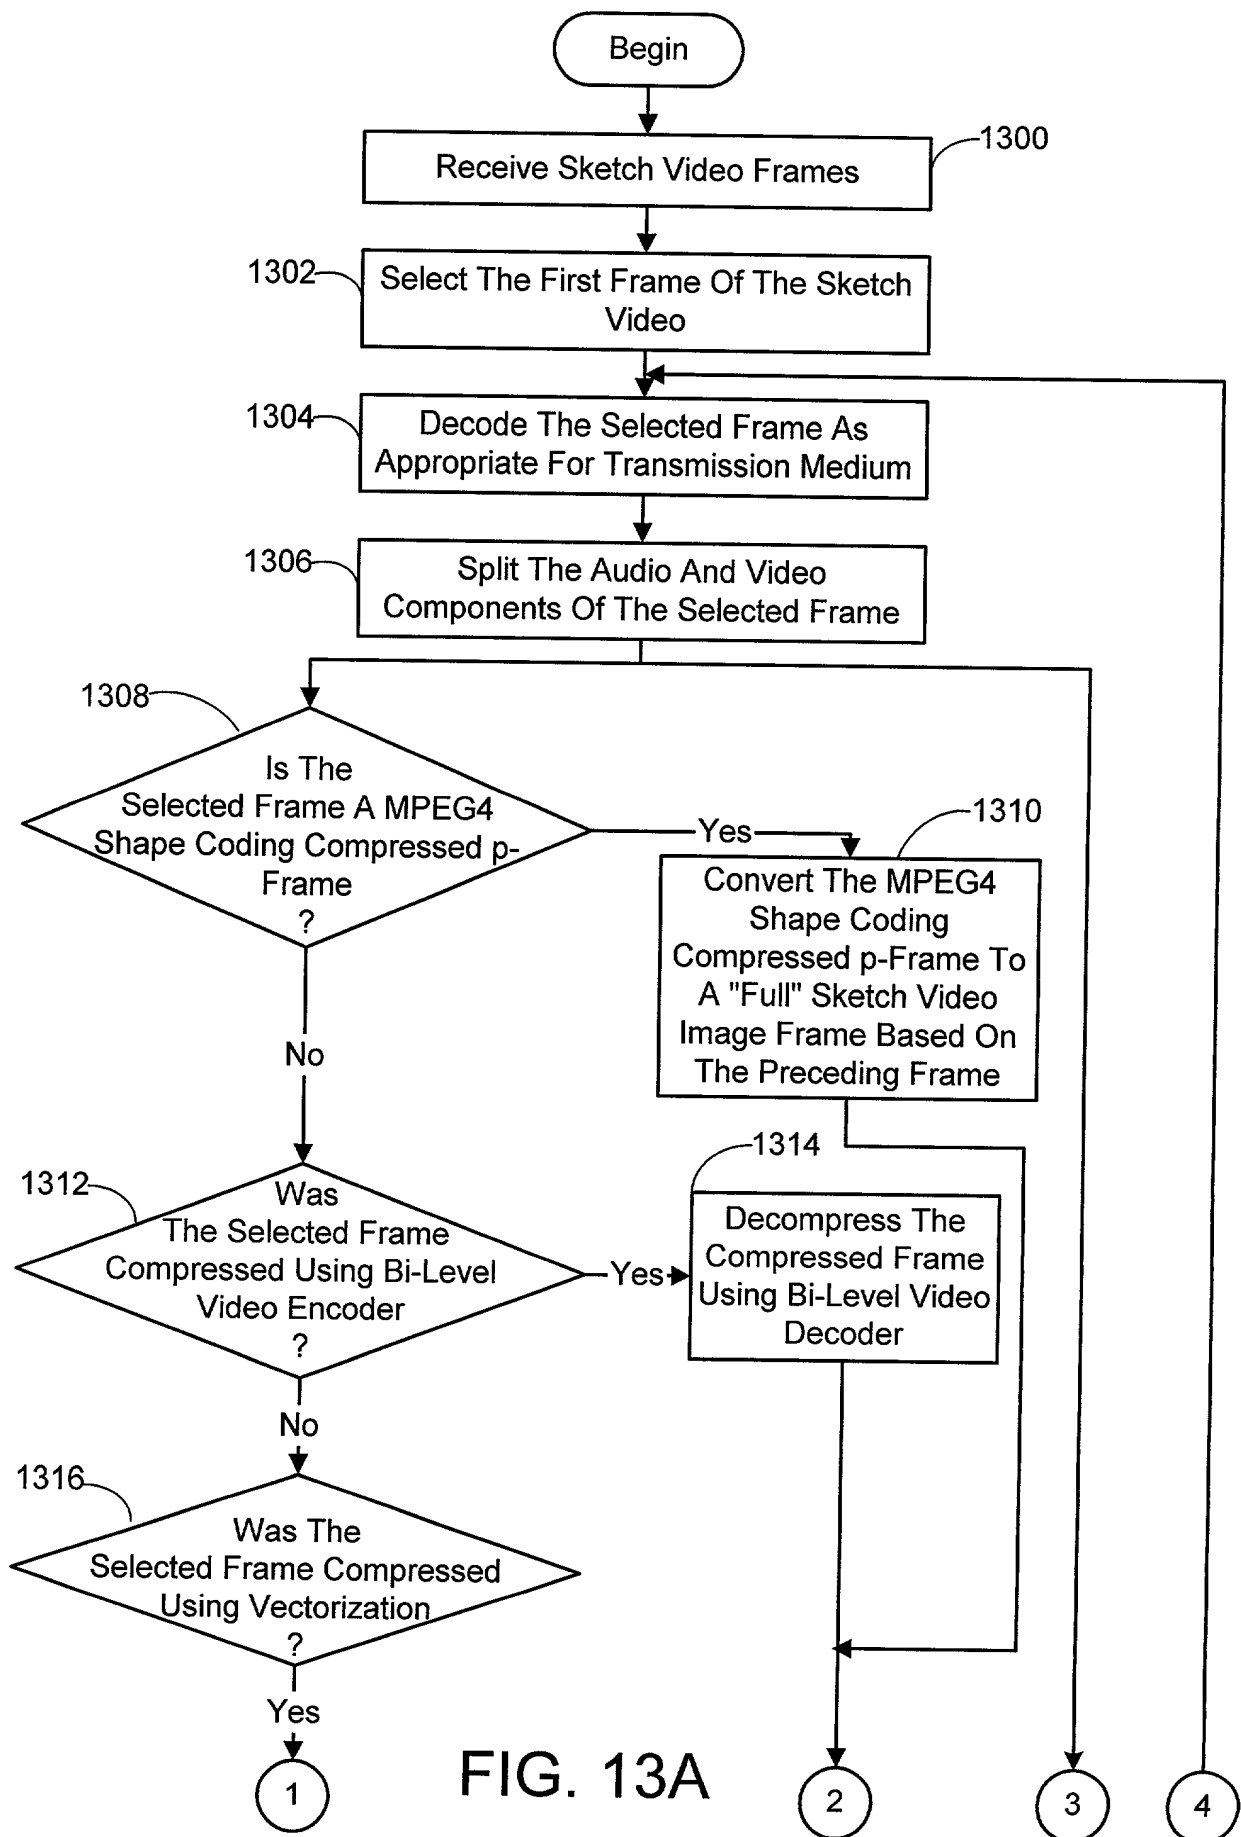 Begin
1300
Receive Sketch Video Frames
1302
Select The First Frame Of The Sketch
Video
1304
Decode The Selected Frame As
Appropriate For Transmission Medium
1306
Split The Audio And Video
Components Of The Selected Frame
1308
Is The
Selected Frame A MPEG4
Shape Coding Compressed p-
Frame
?
Yes
1310
Convert The MPEG4
Shape Coding
Compressed p-Frame To
A "Full" Sketch Video
Image Frame Based On
The Preceding Frame
No
1312
Was
The Selected Frame
Compressed Using Bi-Level
Video Encoder
?
Yes
1314
Decompress The
Compressed Frame
Using Bi-Level Video
Decoder
No
1316
Was The
Selected Frame Compressed
Using Vectorization
?
Yes
1
FIG. 13A
2
3
4